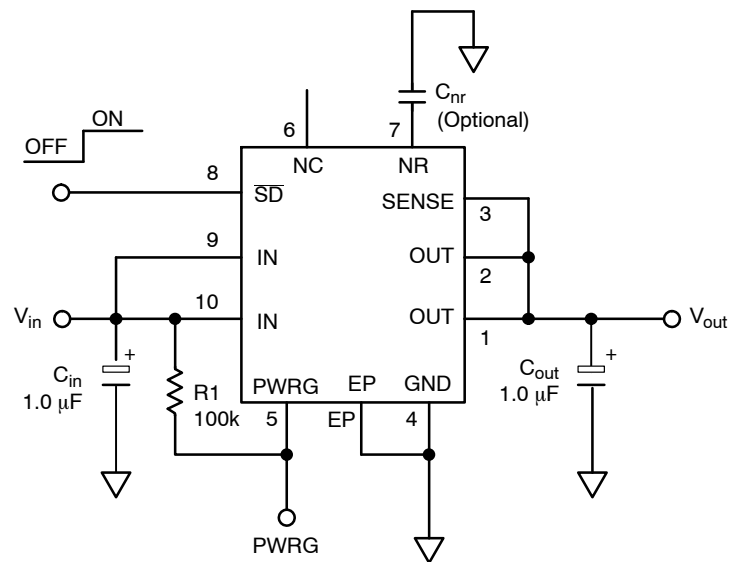 C_nr
(Optional)
ON
OFF
6
7
NC
NR
8
S̅D̅
SENSE
3
9
IN
OUT
2
V_in
10
IN
OUT
1
V_out
C_in
+
1.0 μF
R1
100k
PWRG
EP
GND
5
EP
4
C_out
+
1.0 μF
PWRG